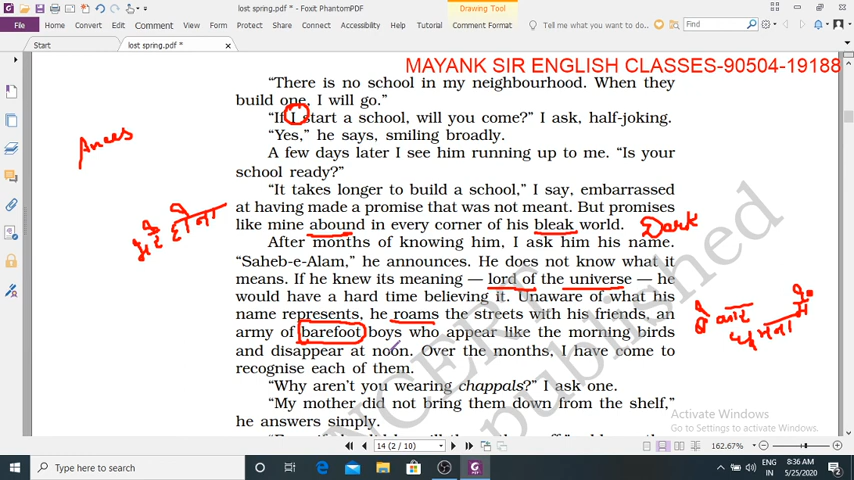 lost spring.pdf * - Foxit PhantomPDF
Drawing Tool
File Home Convert Edit Organize Comment View Form Protect Share Connect Help Tutorial Comment Format Tell me what you want to do... Find
Start lost spring.pdf *
MAYANK SIR ENGLISH CLASSES-90504-19188
“There is no school in my neighbourhood. When they
build one, I will go.”
“If I start a school, will you come?” I ask, half-joking.
“Yes,” he says, smiling broadly.
A few days later I see him running up to me. “Is your
school ready?”
“It takes longer to build a school,” I say, embarrassed
at having made a promise that was not meant. But promises
like mine abound in every corner of his bleak world. Dark
After months of knowing him, I ask him his name.
“Saheb-e-Alam,” he announces. He does not know what it
means. If he knew its meaning — lord of the universe — he
would have a hard time believing it. Unaware of what his
name represents, he roams the streets with his friends, an
army of barefoot boys who appear like the morning birds
and disappear at noon. Over the months, I have come to
recognise each of them.
“Why aren’t you wearing chappals?” I ask one.
“My mother did not bring them down from the shelf,”
he answers simply.
NCERT
published
Activate Windows
Go to Settings to activate Windows.
14 (2 / 10) 162.67%
Type here to search
ENG 8:36 AM
IN 5/25/2020